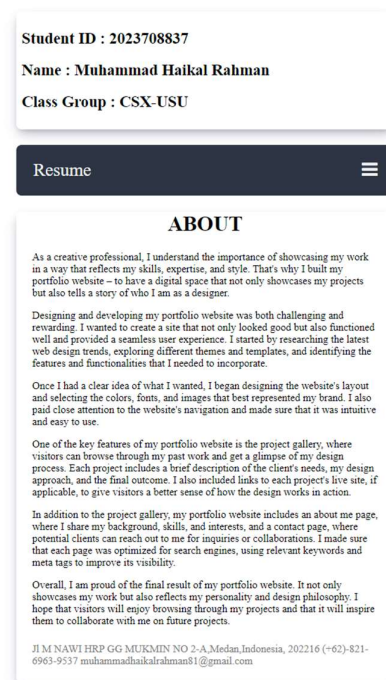 Student ID : 2023708837
Name : Muhammad Haikal Rahman
Class Group : CSX-USU
Resume
ABOUT
As a creative professional, I understand the importance of showcasing my work
in a way that reflects my skills, expertise, and style. That's why I built my
portfolio website – to have a digital space that not only showcases my projects
but also tells a story of who I am as a designer.
Designing and developing my portfolio website was both challenging and
rewarding. I wanted to create a site that not only looked good but also functioned
well and provided a seamless user experience. I started by researching the latest
web design trends, exploring different themes and templates, and identifying the
features and functionalities that I needed to incorporate.
Once I had a clear idea of what I wanted, I began designing the website's layout
and selecting the colors, fonts, and images that best represented my brand. I also
paid close attention to the website's navigation and made sure that it was intuitive
and easy to use.
One of the key features of my portfolio website is the project gallery, where
visitors can browse through my past work and get a glimpse of my design
process. Each project includes a brief description of the client's needs, my design
approach, and the final outcome. I also included links to each project's live site, if
applicable, to give visitors a better sense of how the design works in action.
In addition to the project gallery, my portfolio website includes an about me page,
where I share my background, skills, and interests, and a contact page, where
potential clients can reach out to me for inquiries or collaborations. I made sure
that each page was optimized for search engines, using relevant keywords and
meta tags to improve its visibility.
Overall, I am proud of the final result of my portfolio website. It not only
showcases my work but also reflects my personality and design philosophy. I
hope that visitors will enjoy browsing through my projects and that it will inspire
them to collaborate with me on future projects.
Jl M NAWI HRP GG MUKMIN NO 2-A,Medan,Indonesia, 202216 (+62)-821-
6963-9537 muhammadhaikalrahman81@gmail.com